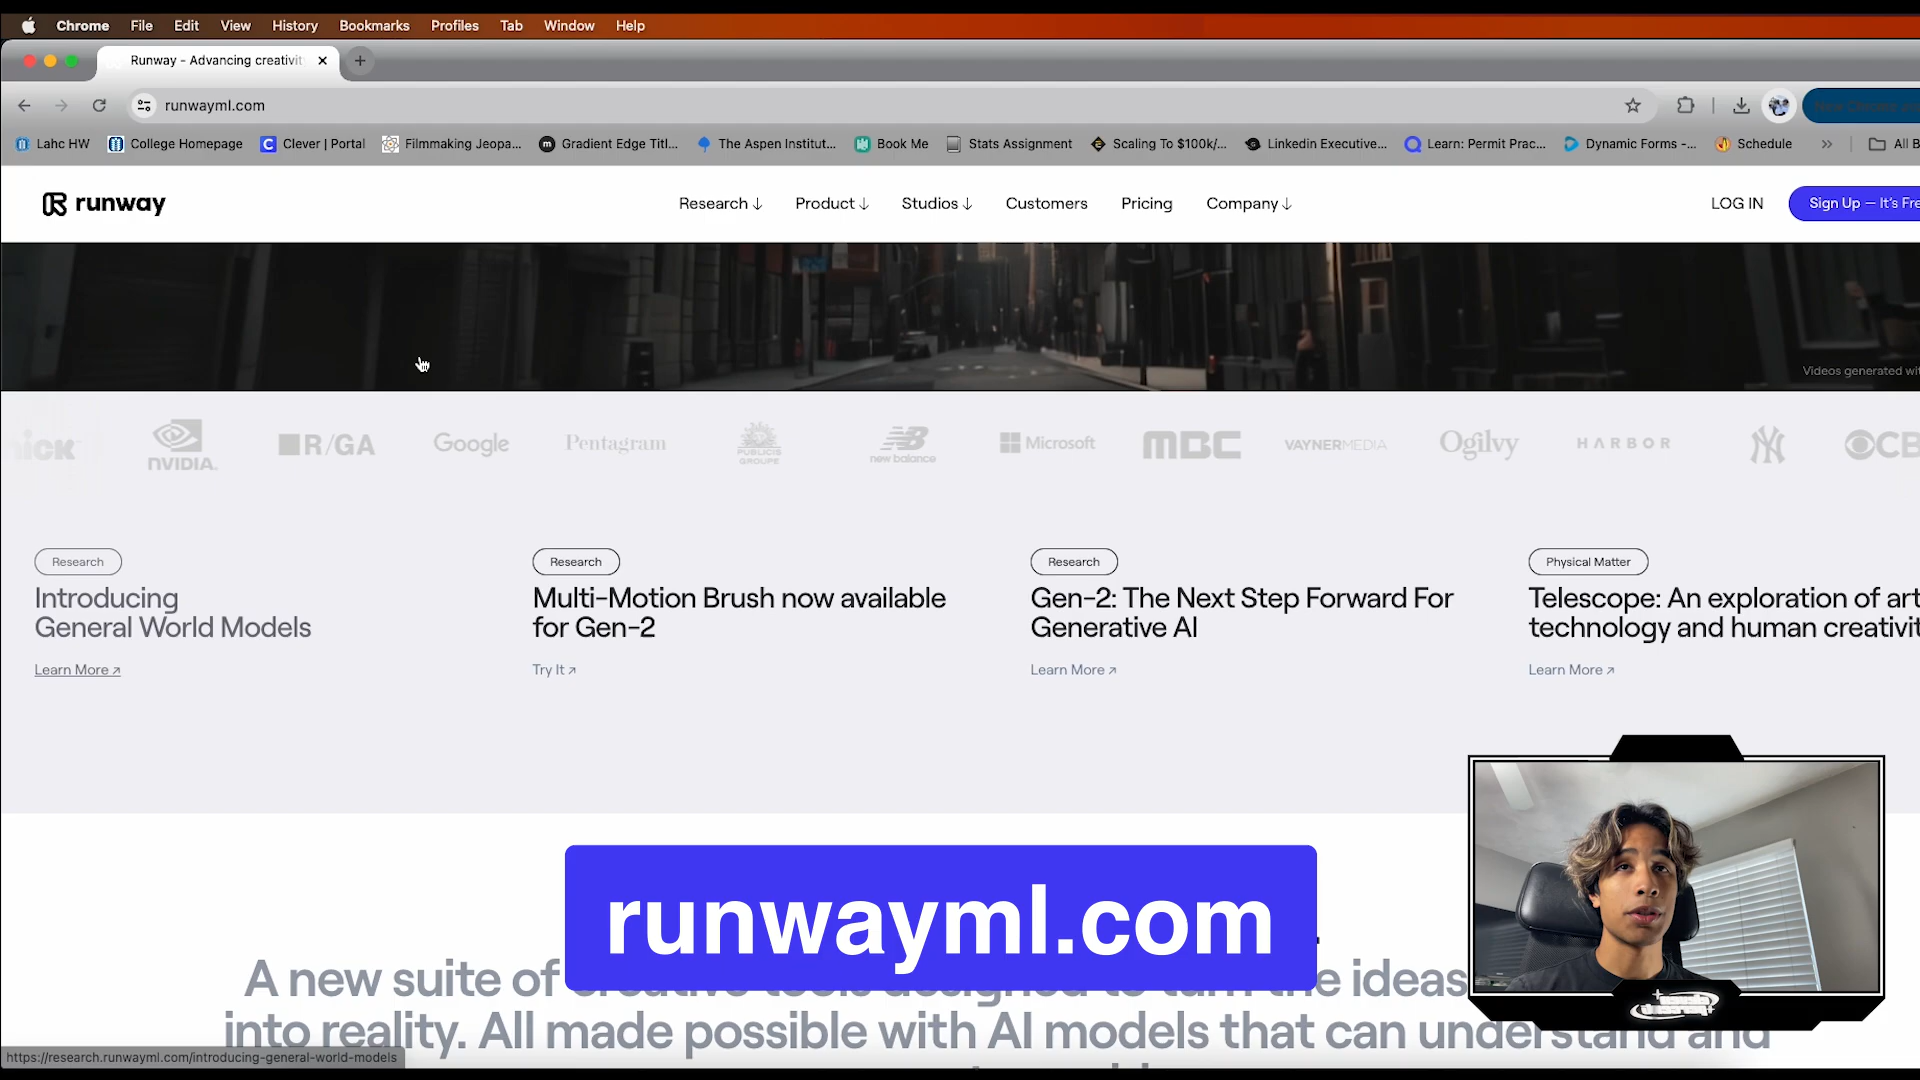 Chrome File Edit View History Bookmarks Profiles Tab Window Help
Runway - Advancing creativit
runwayml.com
Lahc HW College Homepage Clever | Portal Filmmaking Jeopa... Gradient Edge Titl... The Aspen Institut... Book Me Stats Assignment Scaling To $100k/... Linkedin Executive... Learn: Permit Prac... Dynamic Forms -... Schedule » All B
runway Research ↓ Product ↓ Studios ↓ Customers Pricing Company ↓ LOG IN Sign Up — It's Fre
Videos generated wit
nick NVIDIA. R/GA Google Pentagram PUBLICIS GROUPE new balance Microsoft MBC VAYNERMEDIA Ogilvy HARBOR NY CB
Research
Introducing
General World Models
Learn More ↗
Research
Multi-Motion Brush now available
for Gen-2
Try It ↗
Research
Gen-2: The Next Step Forward For
Generative AI
Learn More ↗
Physical Matter
Telescope: An exploration of art
technology and human creativit
Learn More ↗
runwayml.com
A new suite of creative tools designed to turn the ideas
into reality. All made possible with AI models that can understand and
https://research.runwayml.com/introducing-general-world-models